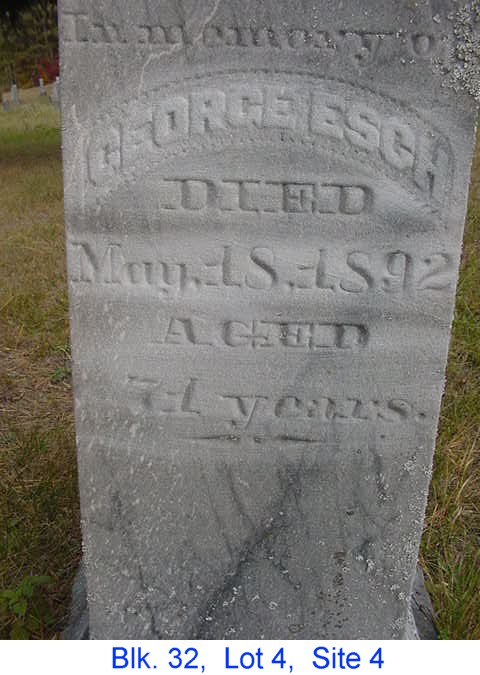 In memory of
GEORGE ESCH
DIED
May. 18. 1892
AGED
71 years.
Blk. 32, Lot 4, Site 4